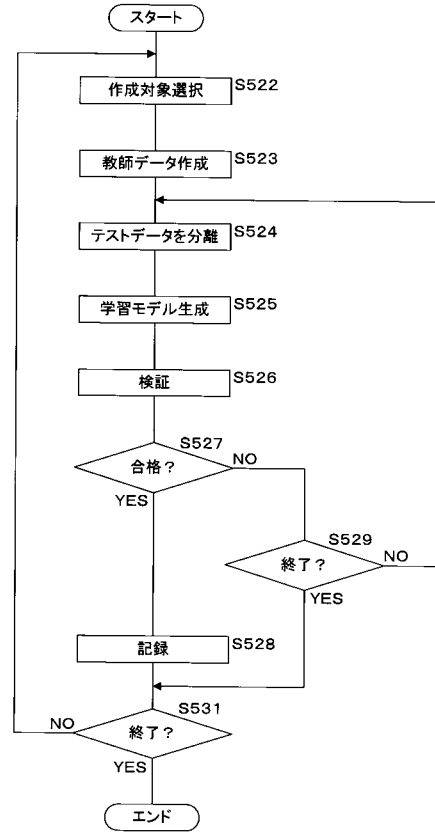 スタート
作成対象選択
S522
教師データ作成
S523
テストデータを分離
S524
学習モデル生成
S525
検証
S526
S527
合格？
NO
YES
S529
終了？
NO
YES
記録
S528
S531
NO
終了？
YES
エンド